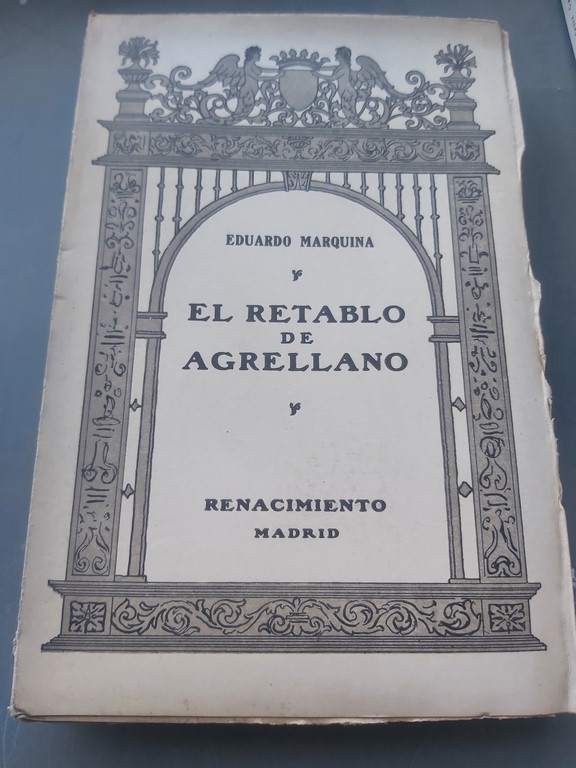 EDUARDO MARQUINA
EL RETABLO
DE
AGRELLANO
RENACIMIENTO
MADRID